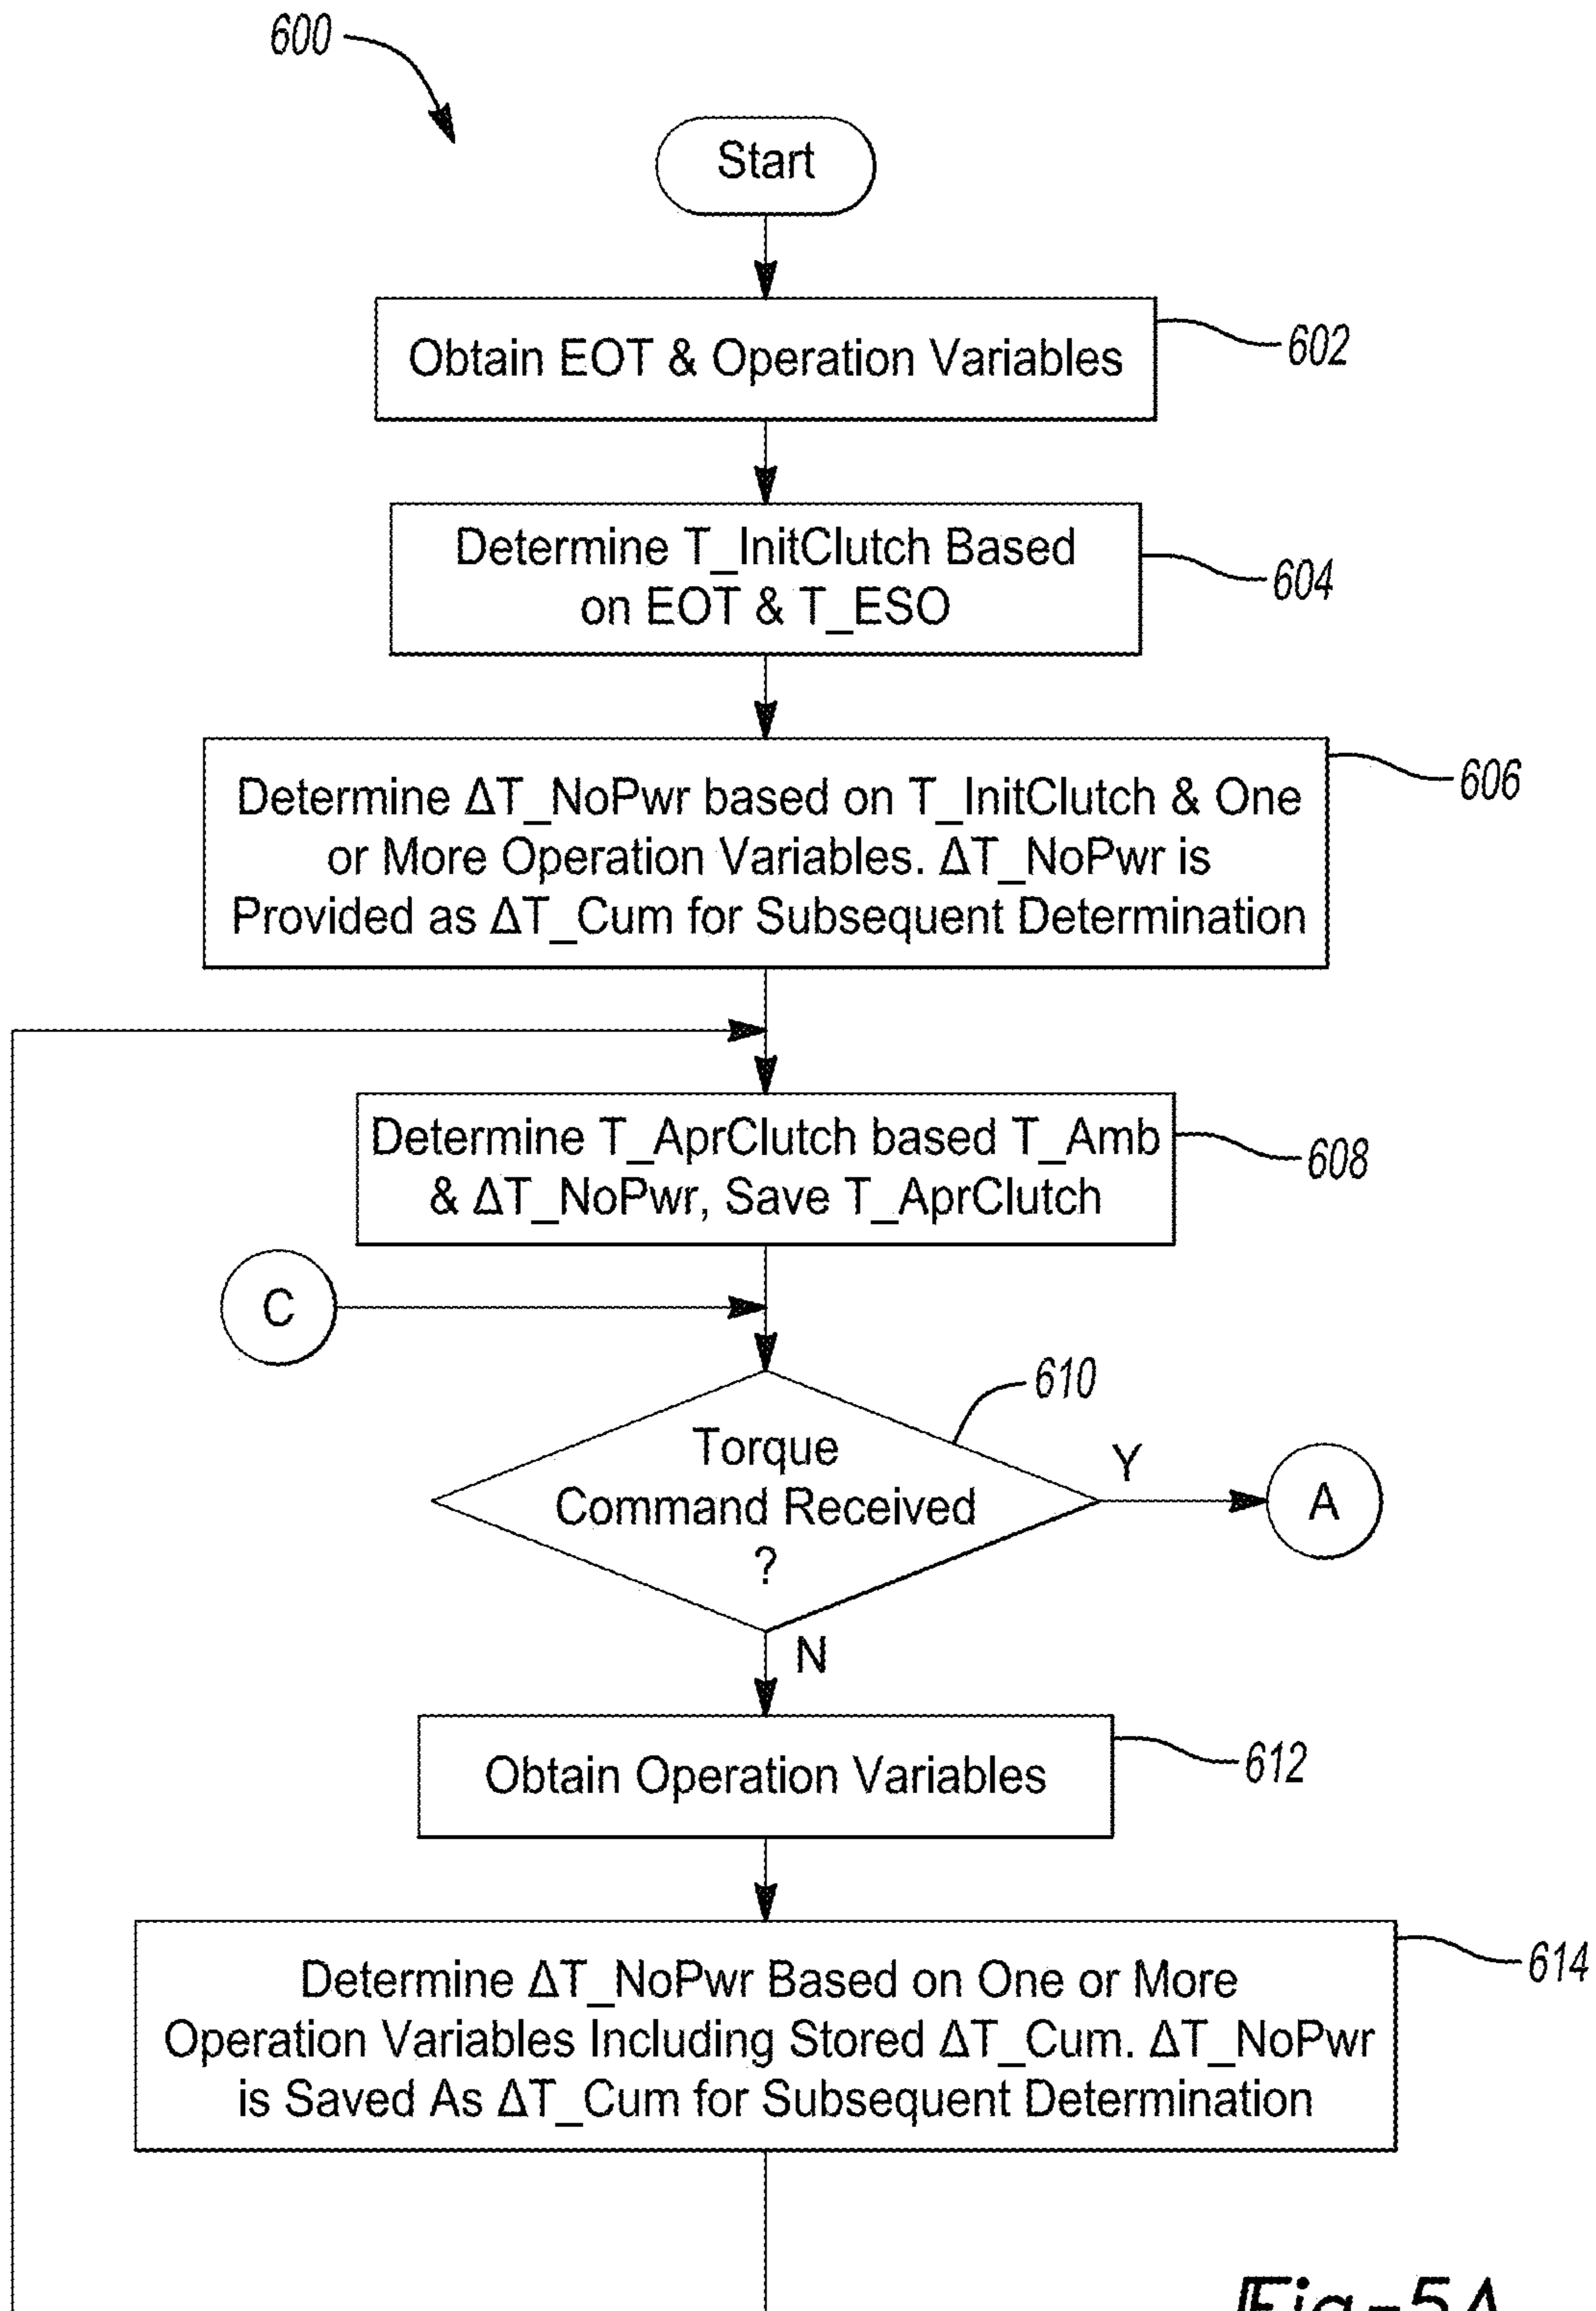 600
Start
Obtain EOT & Operation Variables
602
Determine T_InitClutch Based
on EOT & T_ESO
604
Determine ΔT_NoPwr based on T_InitClutch & One
or More Operation Variables. ΔT_NoPwr is
Provided as ΔT_Cum for Subsequent Determination
606
Determine T_AprClutch based T_Amb
& ΔT_NoPwr, Save T_AprClutch
608
C
610
Torque
Command Received
?
Y
A
N
Obtain Operation Variables
612
Determine ΔT_NoPwr Based on One or More
Operation Variables Including Stored ΔT_Cum. ΔT_NoPwr
is Saved As ΔT_Cum for Subsequent Determination
614
Fig-5A